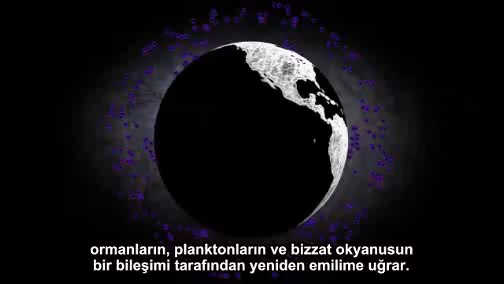 ormanların, planktonların ve bizzat okyanusun
bir bileşimi tarafından yeniden emilime uğrar.